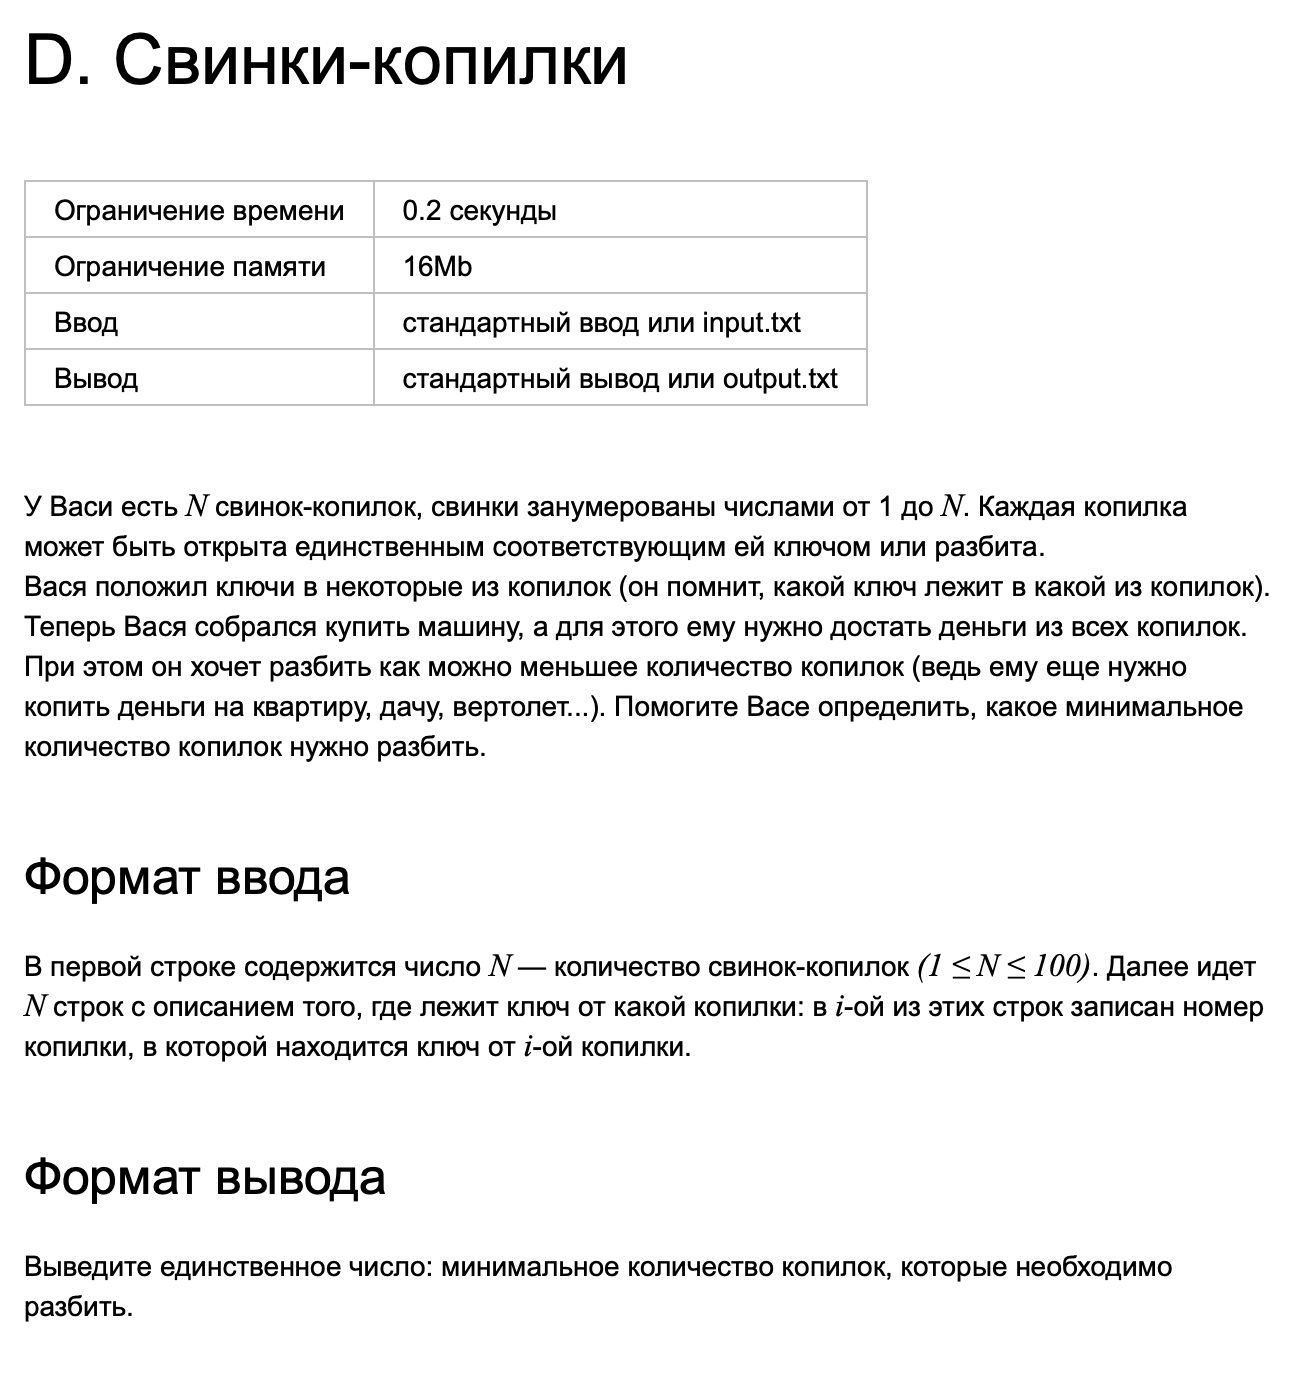 D. Свинки-копилки
Ограничение времени 0.2 секунды
Ограничение памяти 16Mb
Ввод стандартный ввод или input.txt
Вывод стандартный вывод или output.txt
У Васи есть N свинок-копилок, свинки занумерованы числами от 1 до N. Каждая копилка
может быть открыта единственным соответствующим ей ключом или разбита.
Вася положил ключи в некоторые из копилок (он помнит, какой ключ лежит в какой из копилок).
Теперь Вася собрался купить машину, а для этого ему нужно достать деньги из всех копилок.
При этом он хочет разбить как можно меньшее количество копилок (ведь ему еще нужно
копить деньги на квартиру, дачу, вертолет...). Помогите Васе определить, какое минимальное
количество копилок нужно разбить.
Формат ввода
В первой строке содержится число N — количество свинок-копилок (1 ≤ N ≤ 100). Далее идет
N строк с описанием того, где лежит ключ от какой копилки: в i-ой из этих строк записан номер
копилки, в которой находится ключ от i-ой копилки.
Формат вывода
Выведите единственное число: минимальное количество копилок, которые необходимо
разбить.